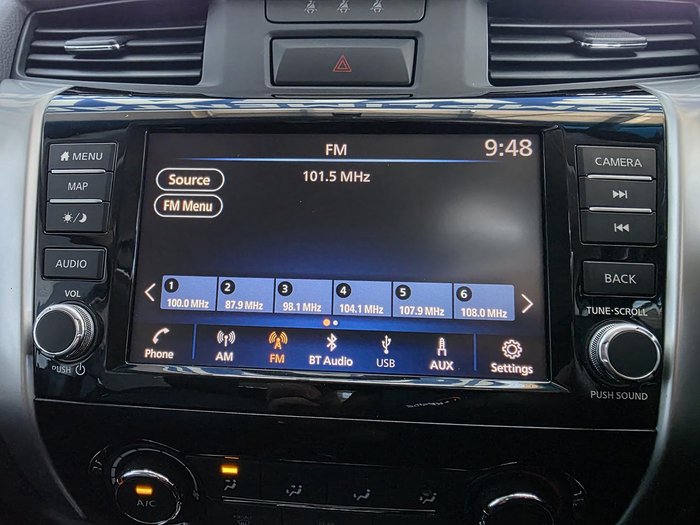 FM
9:48
101.5 MHz
Source
FM Menu
1 2 3 4 5 6
100.0 MHz 87.9 MHz 98.1 MHz 104.1 MHz 107.9 MHz 108.0 MHz
Phone AM FM BT Audio USB AUX Settings
MENU
MAP
AUDIO
VOL
PUSH
CAMERA
BACK
TUNE·SCROLL
PUSH SOUND
A/C